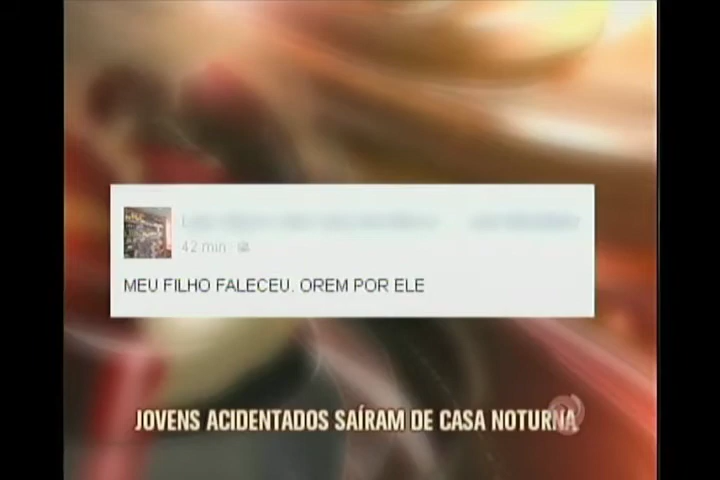 42 min
MEU FILHO FALECEU. OREM POR ELE
JOVENS ACIDENTADOS SAÍRAM DE CASA NOTURNA